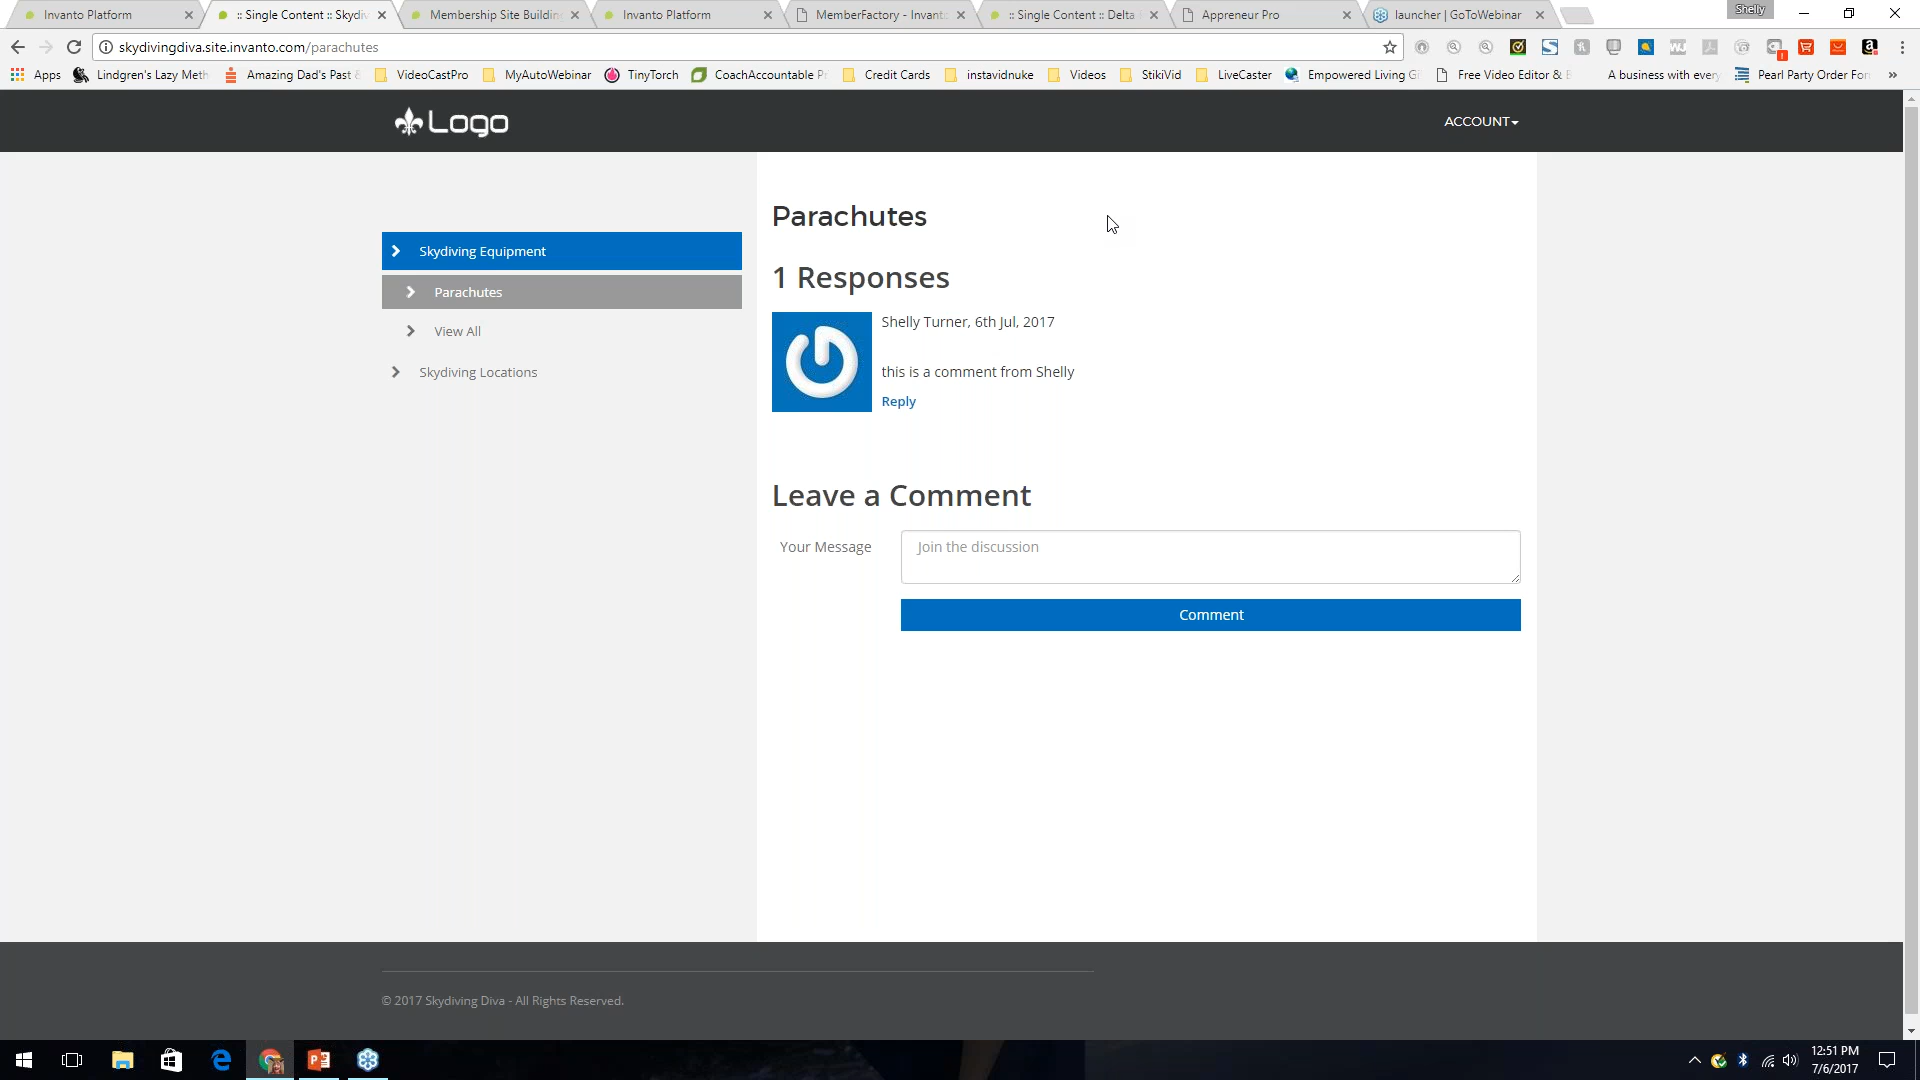 Invanto Platform
:: Single Content :: Skydiv
Membership Site Building
Invanto Platform
MemberFactory - Invanto
:: Single Content :: Delta
Appreneur Pro
launcher | GoToWebinar
Shelly
skydivingdiva.site.invanto.com/parachutes
Apps
Lindgren's Lazy Meth
Amazing Dad's Past
VideoCastPro
MyAutoWebinar
TinyTorch
CoachAccountable P
Credit Cards
instavidnuke
Videos
StikiVid
LiveCaster
Empowered Living G
Free Video Editor &
A business with every
Pearl Party Order For
»
Logo
ACCOUNT
Skydiving Equipment
Parachutes
View All
Skydiving Locations
Parachutes
1 Responses
Shelly Turner, 6th Jul, 2017
this is a comment from Shelly
Reply
Leave a Comment
Your Message
Join the discussion
Comment
© 2017 Skydiving Diva - All Rights Reserved.
12:51 PM
7/6/2017